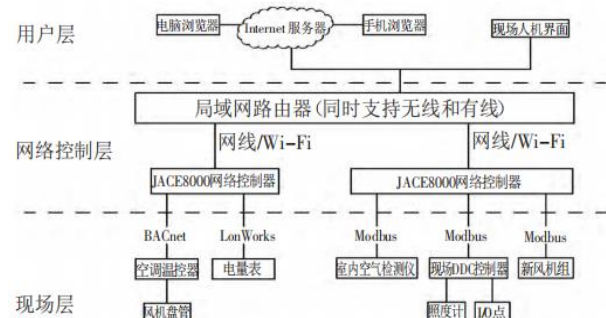 用户层
电脑浏览器
Internet 服务器
手机浏览器
现场人机界面
局域网路由器(同时支持无线和有线)
网络控制层
网线/Wi-Fi
网线/Wi-Fi
JACE8000网络控制器
JACE8000网络控制器
BACnet
LonWorks
Modbus
Modbus
Modbus
空调温控器
电量表
室内空气检测仪
现场DDC控制器
新风机组
现场层
风机盘管
照度计
I/O点